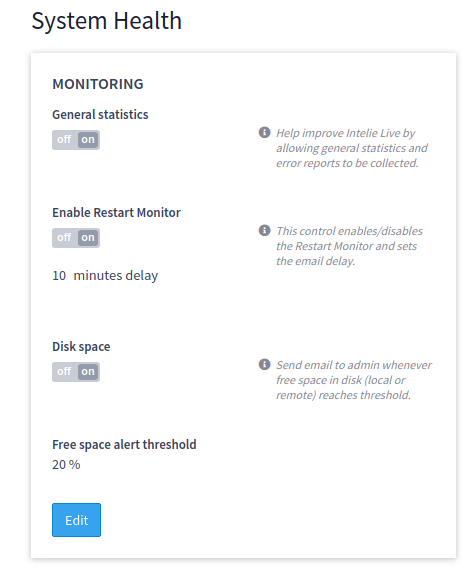 System Health
MONITORING
General statistics
off on
Help improve Intelie Live by
allowing general statistics and
error reports to be collected.
Enable Restart Monitor
off on
This control enables/disables
the Restart Monitor and sets
the email delay.
10 minutes delay
Disk space
off on
Send email to admin whenever
free space in disk (local or
remote) reaches threshold.
Free space alert threshold
20 %
Edit